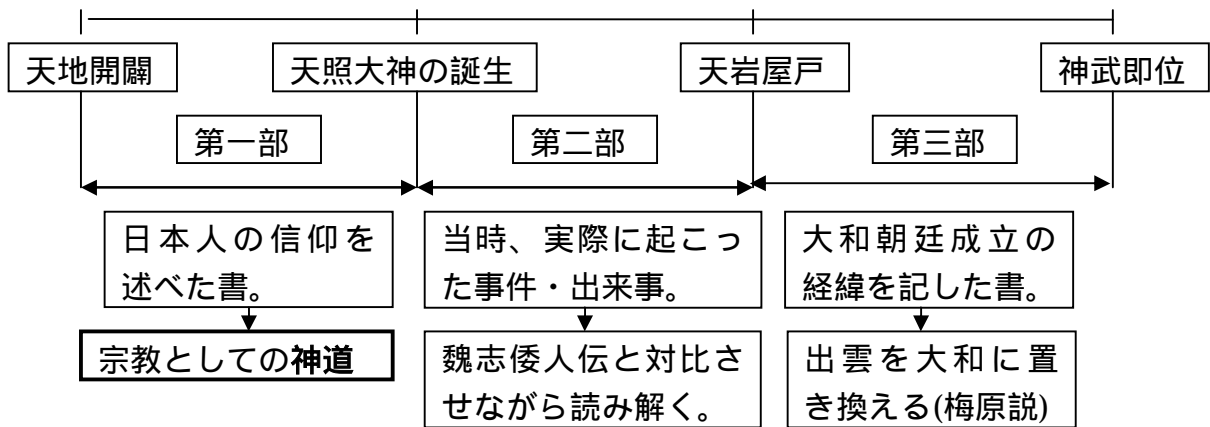 天地開闢
天照大神の誕生
天岩屋戸
神武即位
第一部
第二部
第三部
日本人の信仰を
述べた書。
当時、実際に起こっ
た事件・出来事。
大和朝廷成立の
経緯を記した書。
宗教としての神道
魏志倭人伝と対比さ
せながら読み解く。
出雲を大和に置
き換える(梅原説)